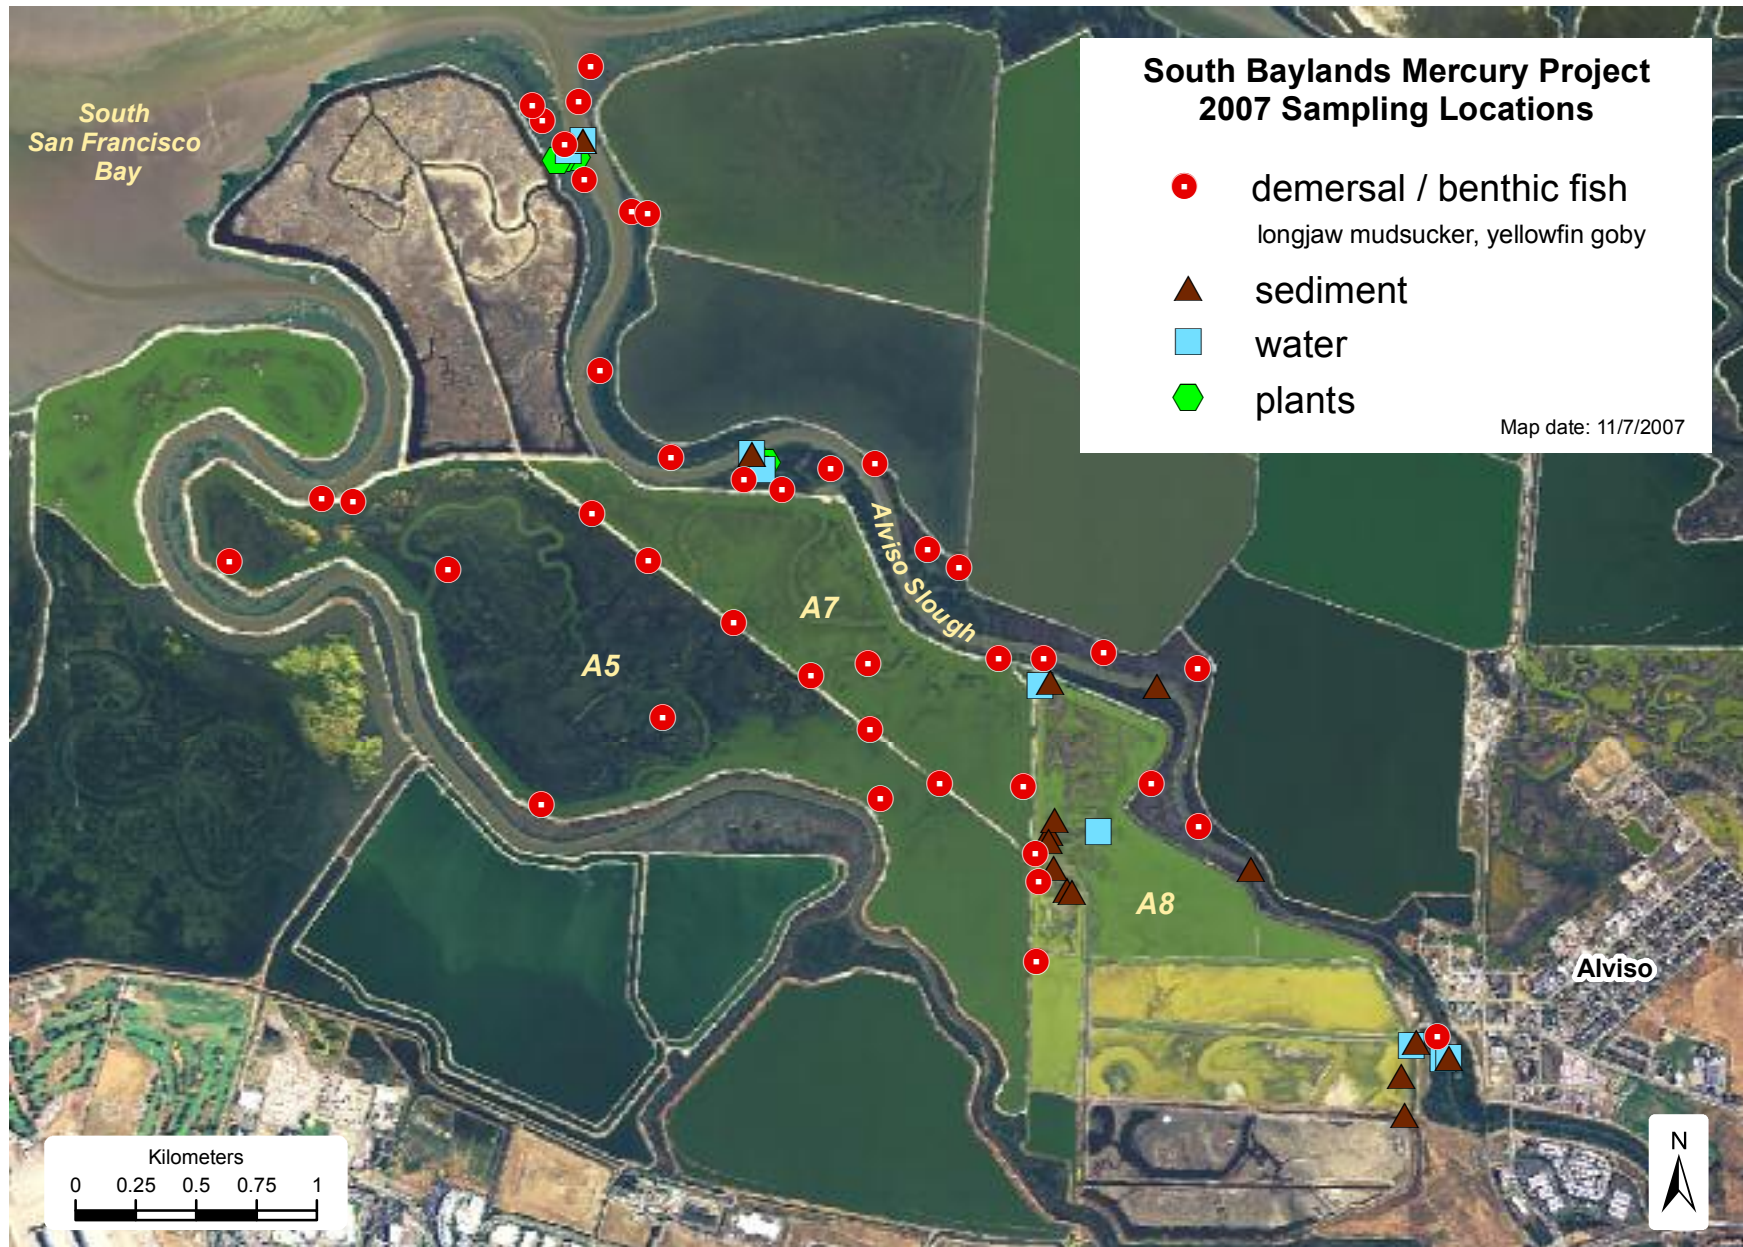 South Baylands Mercury Project
2007 Sampling Locations
demersal / benthic fish
longjaw mudsucker, yellowfin goby
sediment
water
plants
Map date: 11/7/2007
South
San Francisco
Bay
Alviso Slough
A7
A5
A8
Alviso
Kilometers
0 0.25 0.5 0.75 1
N